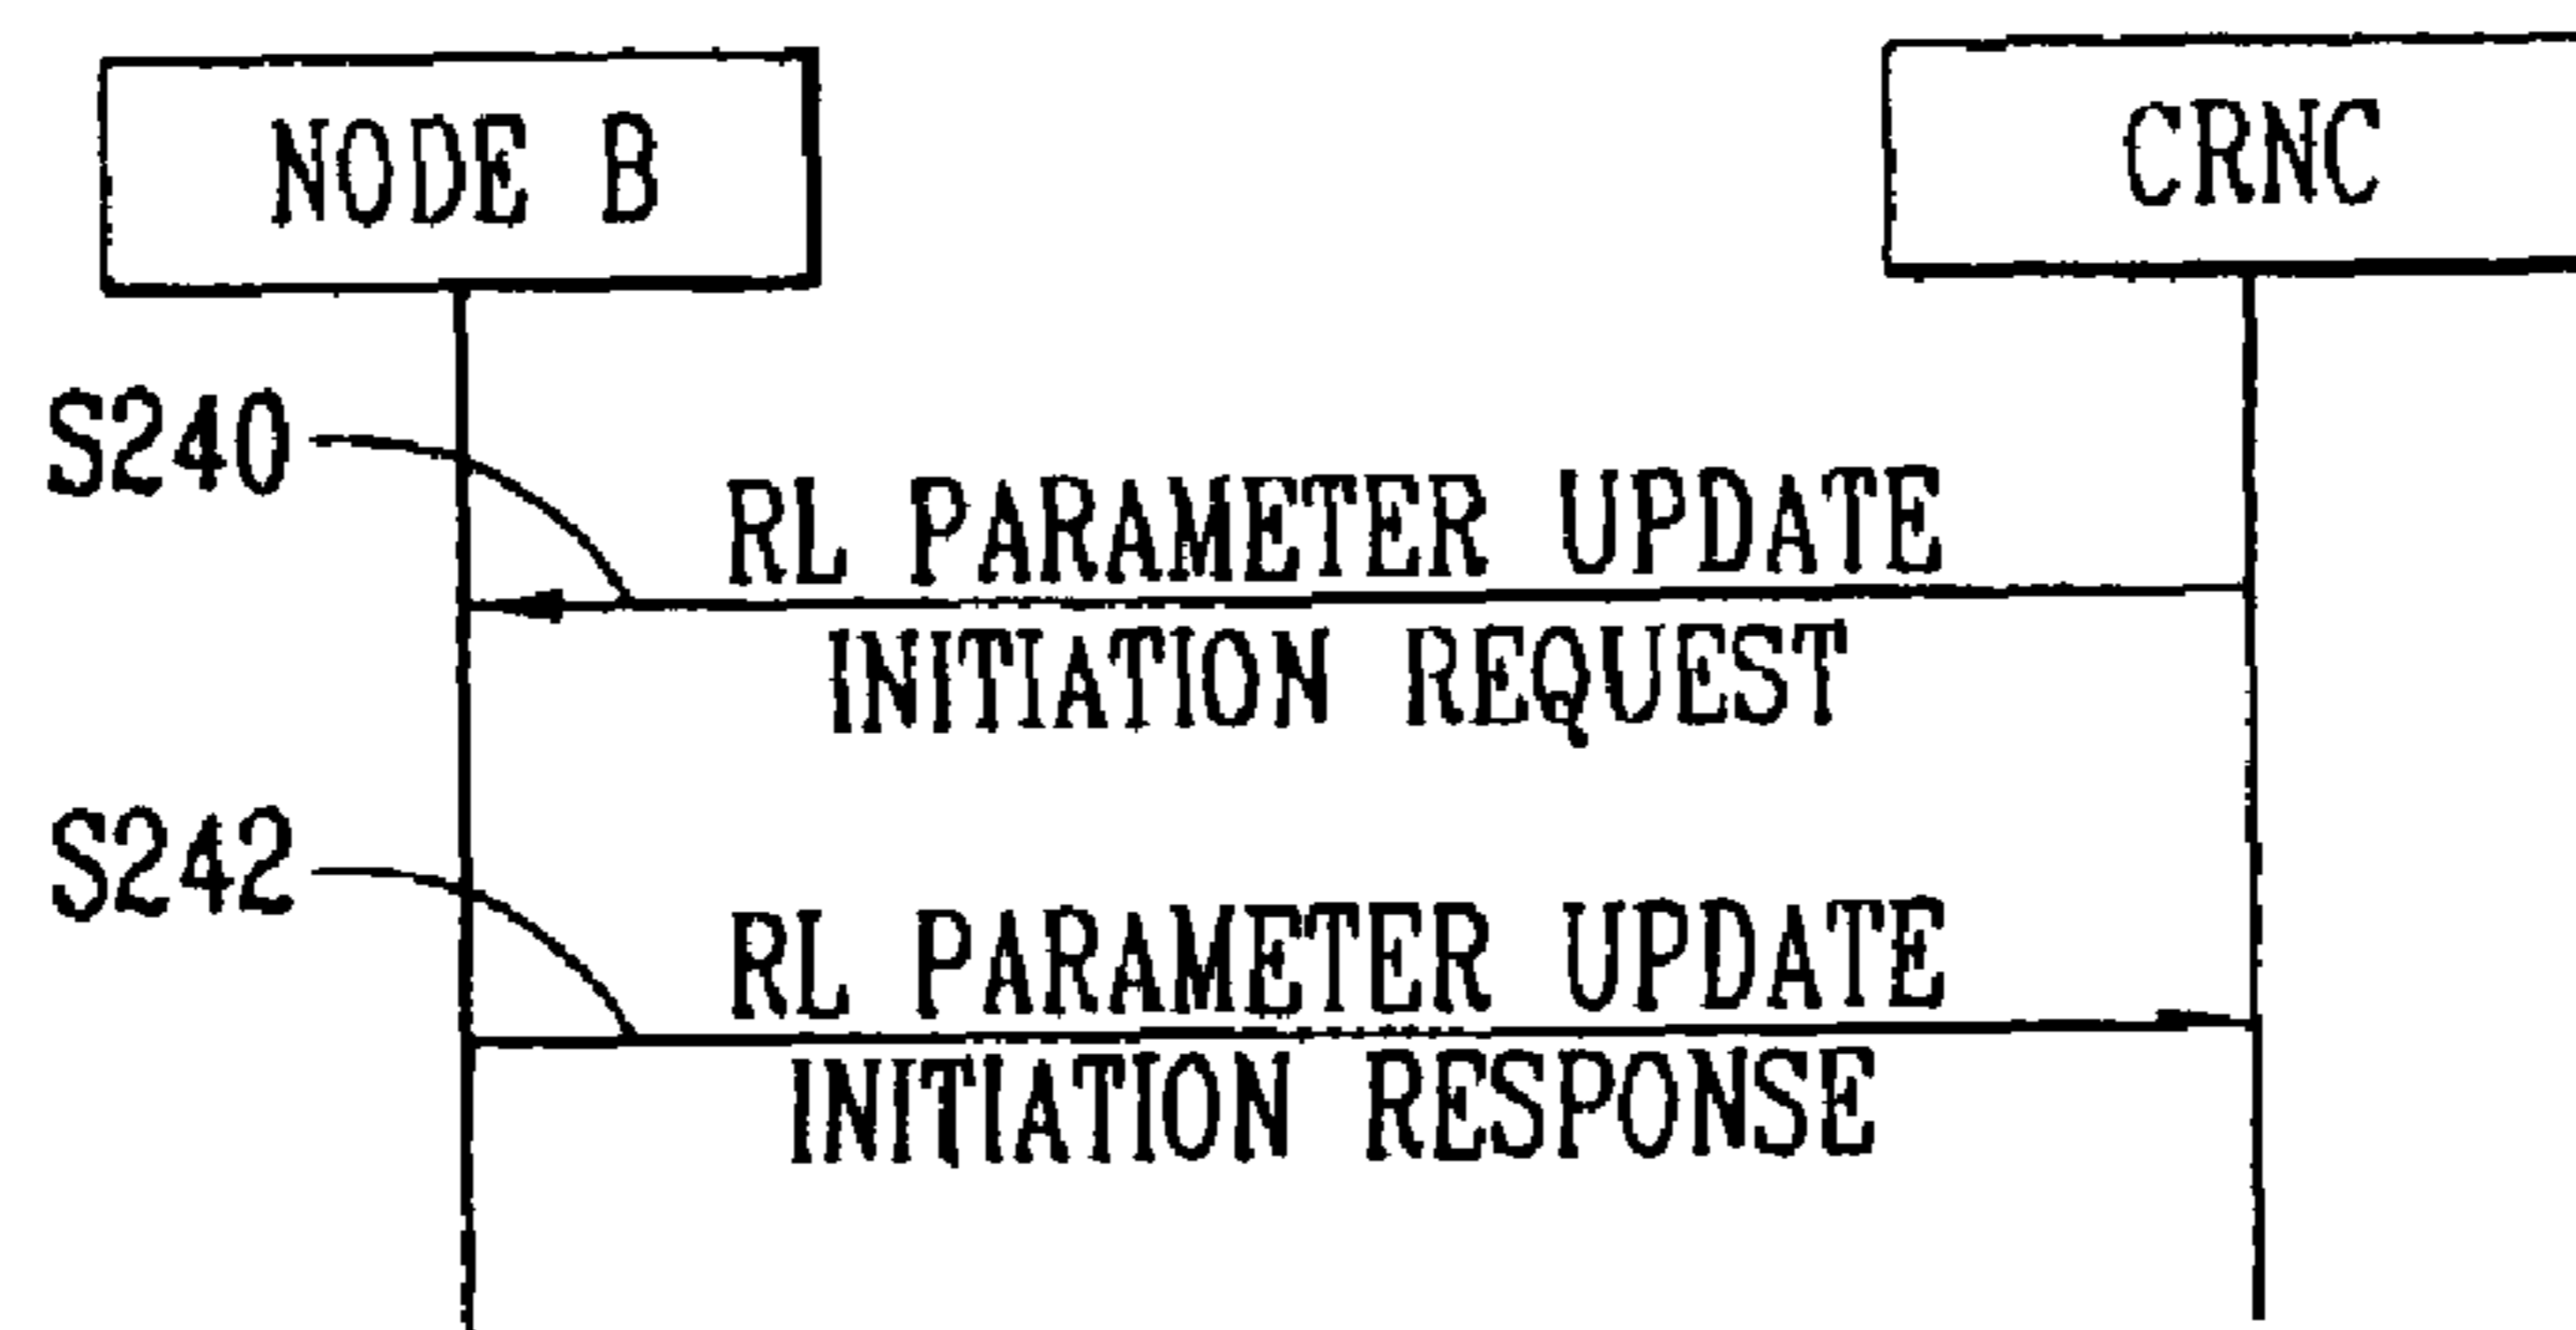 NODE B
CRNC
S240
RL PARAMETER UPDATE
INITIATION REQUEST
S242
RL PARAMETER UPDATE
INITIATION RESPONSE